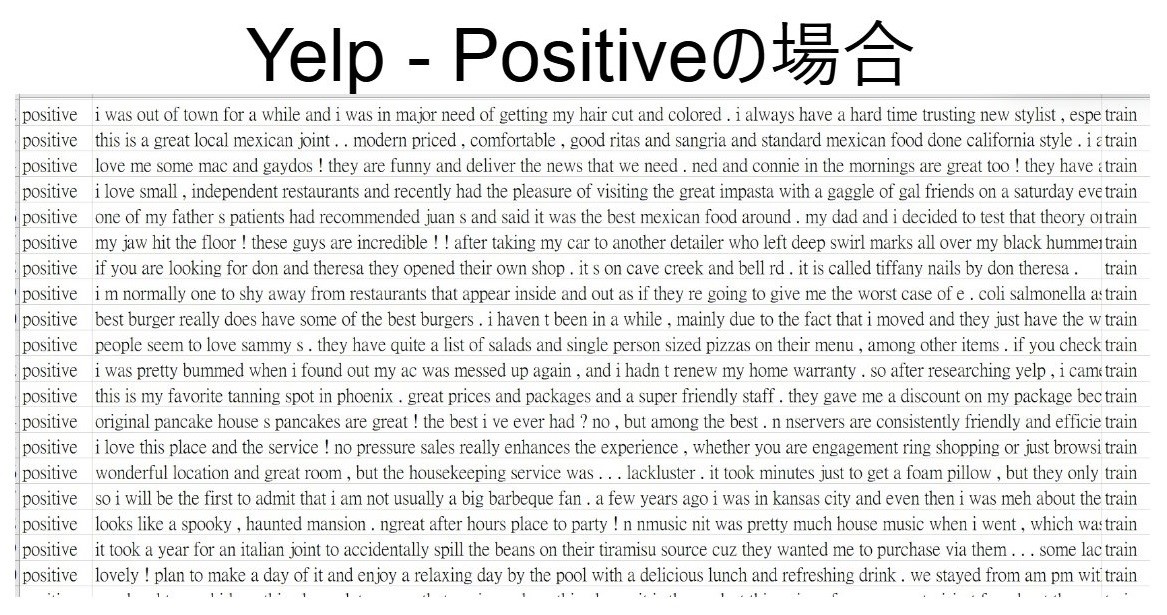 Yelp - Positiveの場合
positive i was out of town for a while and i was in major need of getting my hair cut and colored . i always have a hard time trusting new stylist , espe train
positive this is a great local mexican joint . . modern priced , comfortable , good ritas and sangria and standard mexican food done california style . i train
positive love me some mac and gaydos ! they are funny and deliver the news that we need . ned and connie in the mornings are great too ! they have train
positive i love small , independent restaurants and recently had the pleasure of visiting the great impasta with a gaggle of gal friends on a saturday eve train
positive one of my father s patients had recommended juan s and said it was the best mexican food around . my dad and i decided to test that theory train
positive my jaw hit the floor ! these guys are incredible ! ! after taking my car to another detailer who left deep swirl marks all over my black humme train
positive if you are looking for don and theresa they opened their own shop . it s on cave creek and bell rd . it is called tiffany nails by don theresa . train
positive i m normally one to shy away from restaurants that appear inside and out as if they re going to give me the worst case of e . coli salmonella train
positive best burger really does have some of the best burgers . i haven t been in a while , mainly due to the fact that i moved and they just have the w train
positive people seem to love sammy s . they have quite a list of salads and single person sized pizzas on their menu , among other items . if you check train
positive i was pretty bummed when i found out my ac was messed up again , and i hadn t renew my home warranty . so after researching yelp , i cam train
positive this is my favorite tanning spot in phoenix . great prices and packages and a super friendly staff . they gave me a discount on my package bec train
positive original pancake house s pancakes are great ! the best i ve ever had ? no , but among the best . n nservers are consistently friendly and efficie train
positive i love this place and the service ! no pressure sales really enhances the experience , whether you are engagement ring shopping or just browsi train
positive wonderful location and great room , but the housekeeping service was . . . lackluster . it took minutes just to get a foam pillow , but they only train
positive so i will be the first to admit that i am not usually a big barbeque fan . a few years ago i was in kansas city and even then i was meh about the train
positive looks like a spooky , haunted mansion . ngreat after hours place to party ! n nmusic nit was pretty much house music when i went , which wa train
positive it took a year for an italian joint to accidentally spill the beans on their tiramisu source cuz they wanted me to purchase via them . . . some lac train
positive lovely ! plan to make a day of it and enjoy a relaxing day by the pool with a delicious lunch and refreshing drink . we stayed from am pm wit train